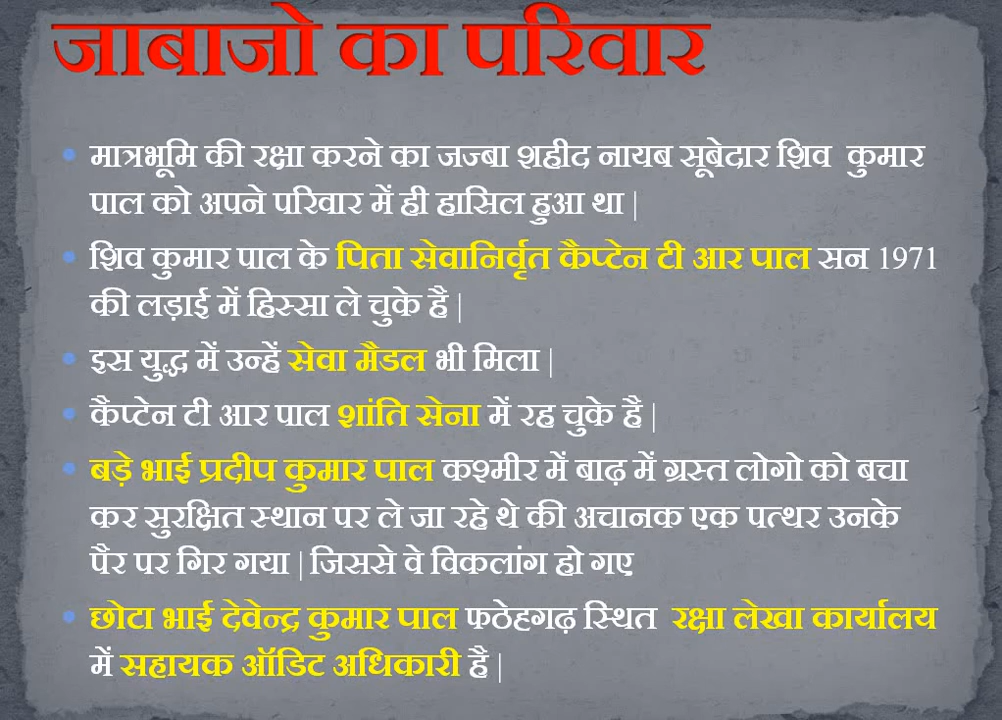 जाबाजो का परिवार
मात्रभूमि की रक्षा करने का जज्बा शहीद नायब सूबेदार शिव कुमार
पाल को अपने परिवार में ही हासिल हुआ था |
शिव कुमार पाल के पिता सेवानिर्वृत कैप्टेन टी आर पाल सन 1971
की लड़ाई में हिस्सा ले चुके है |
इस युद्ध में उन्हें सेवा मैडल भी मिला |
कैप्टेन टी आर पाल शांति सेना में रह चुके है |
बड़े भाई प्रदीप कुमार पाल कश्मीर में बाढ़ में ग्रस्त लोगो को बचा
कर सुरक्षित स्थान पर ले जा रहे थे की अचानक एक पत्थर उनके
पैर पर गिर गया | जिससे वे विकलांग हो गए
छोटा भाई देवेन्द्र कुमार पाल फठेहगढ़ स्थित रक्षा लेखा कार्यालय
में सहायक ऑडिट अधिकारी है |